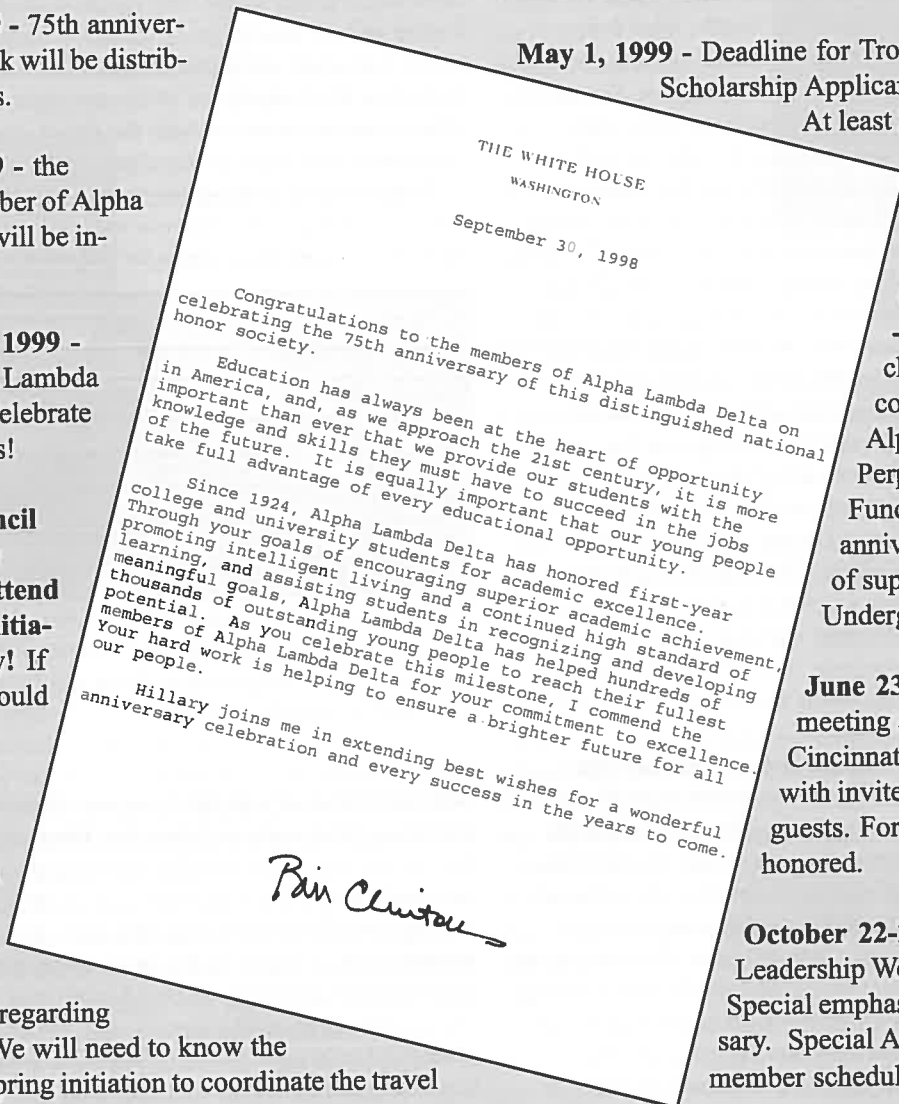 - 75th anniver-
k will be distrib-
s.
- the
ber of Alpha
will be in-
1999 -
Lambda
elebrate
s!
ncil
ttend
itia-
y! If
ould
regarding
We will need to know the
pring initiation to coordinate the travel
THE WHITE HOUSE
WASHINGTON
September 30, 1998
Congratulations to the members of Alpha Lambda Delta on
celebrating the 75th anniversary of this distinguished national
honor society.
Education has always been at the heart of opportunity
in America, and, as we approach the 21st century, it is more
important than ever that we provide our students with the
knowledge and skills they must have to succeed in the jobs
of the future. It is equally important that our young people
take full advantage of every educational opportunity.
Since 1924, Alpha Lambda Delta has honored first-year
college and university students for academic excellence.
Through your goals of encouraging superior academic achievement,
promoting intelligent living and a continued high standard of
learning, and assisting students in recognizing and developing
meaningful goals, Alpha Lambda Delta has helped hundreds of
thousands of outstanding young people to reach their fullest
potential. As you celebrate this milestone, I commend the
members of Alpha Lambda Delta for your commitment to excellence.
Your hard work is helping to ensure a brighter future for all
our people.
Hillary joins me in extending best wishes for a wonderful
anniversary celebration and every success in the years to come.
Bill Clinton
May 1, 1999 - Deadline for Tro
Scholarship Applica
At least
-
cl
co
Alp
Perp
Func
anniv
of sup
Underg
June 23
meeting
Cincinnat
with invite
guests. For
honored.
October 22-
Leadership We
Special emphas
sary. Special A
member schedul